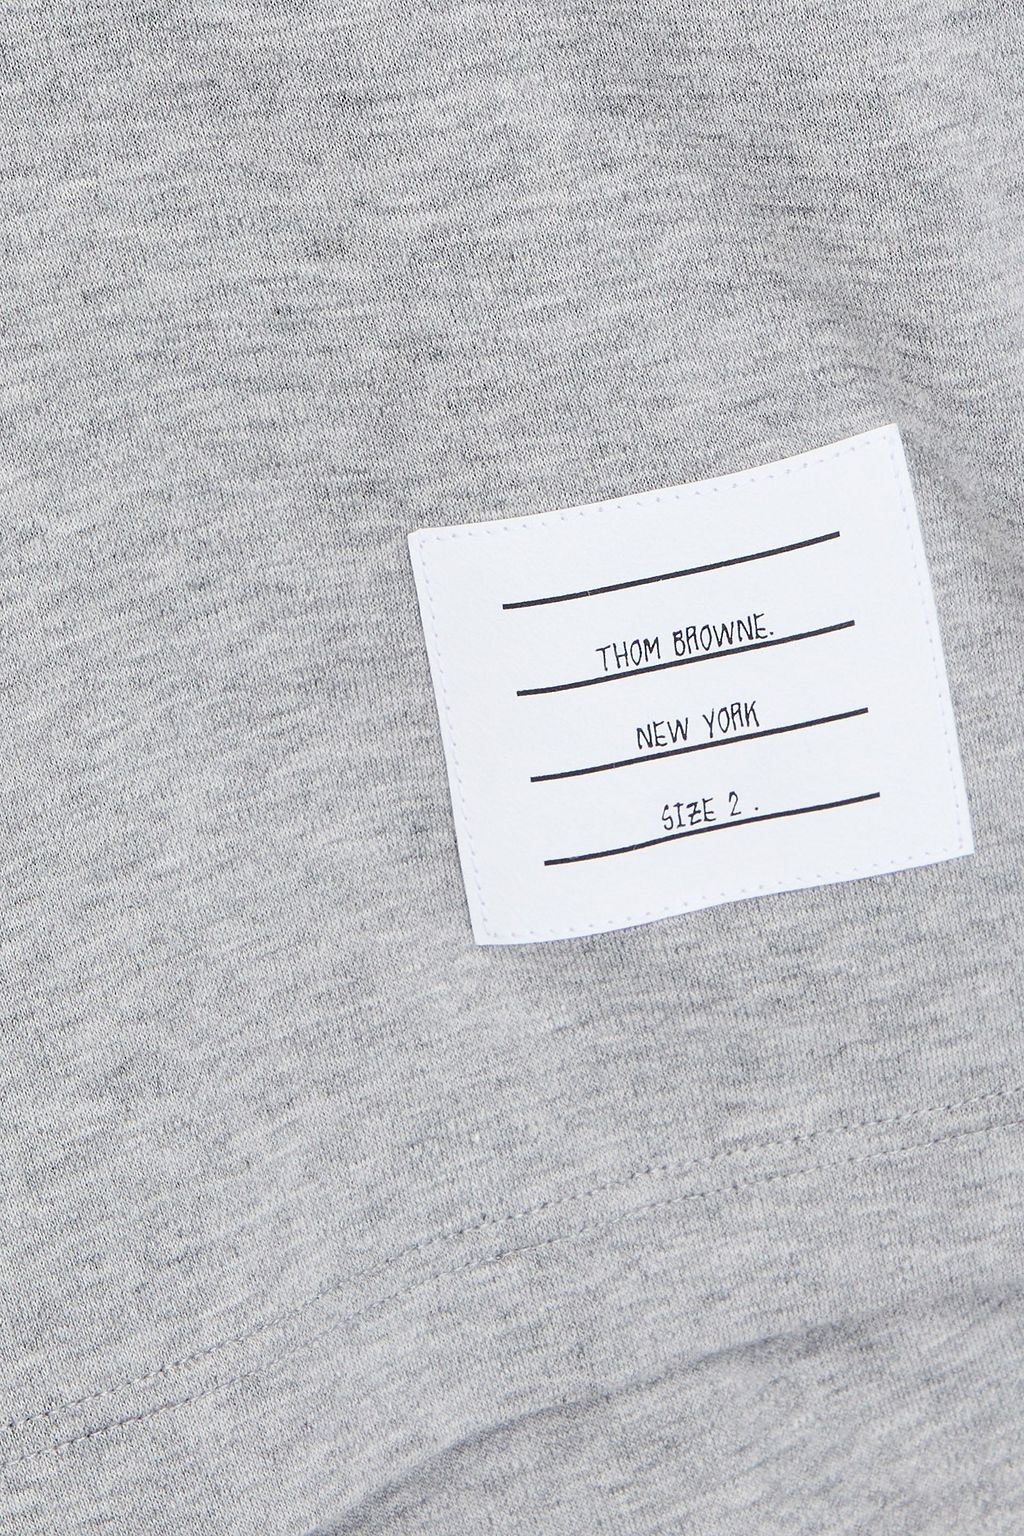 THOM BROWNE.
NEW YORK
SIZE 2 .